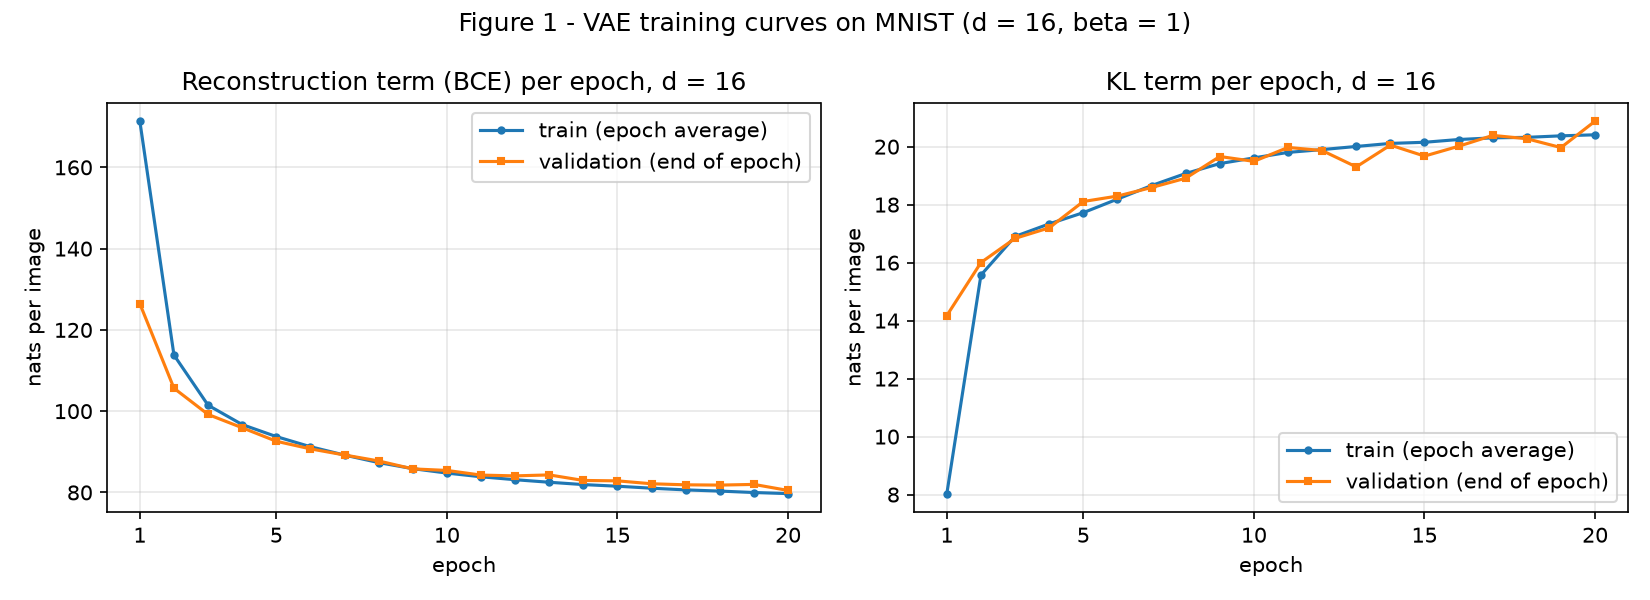 Figure 1 - VAE training curves on MNIST (d = 16, beta = 1)
Reconstruction term (BCE) per epoch, d = 16
nats per image
160
140
120
100
80
train (epoch average)
validation (end of epoch)
1
5
10
15
20
epoch
KL term per epoch, d = 16
nats per image
20
18
16
14
12
10
8
train (epoch average)
validation (end of epoch)
1
5
10
15
20
epoch